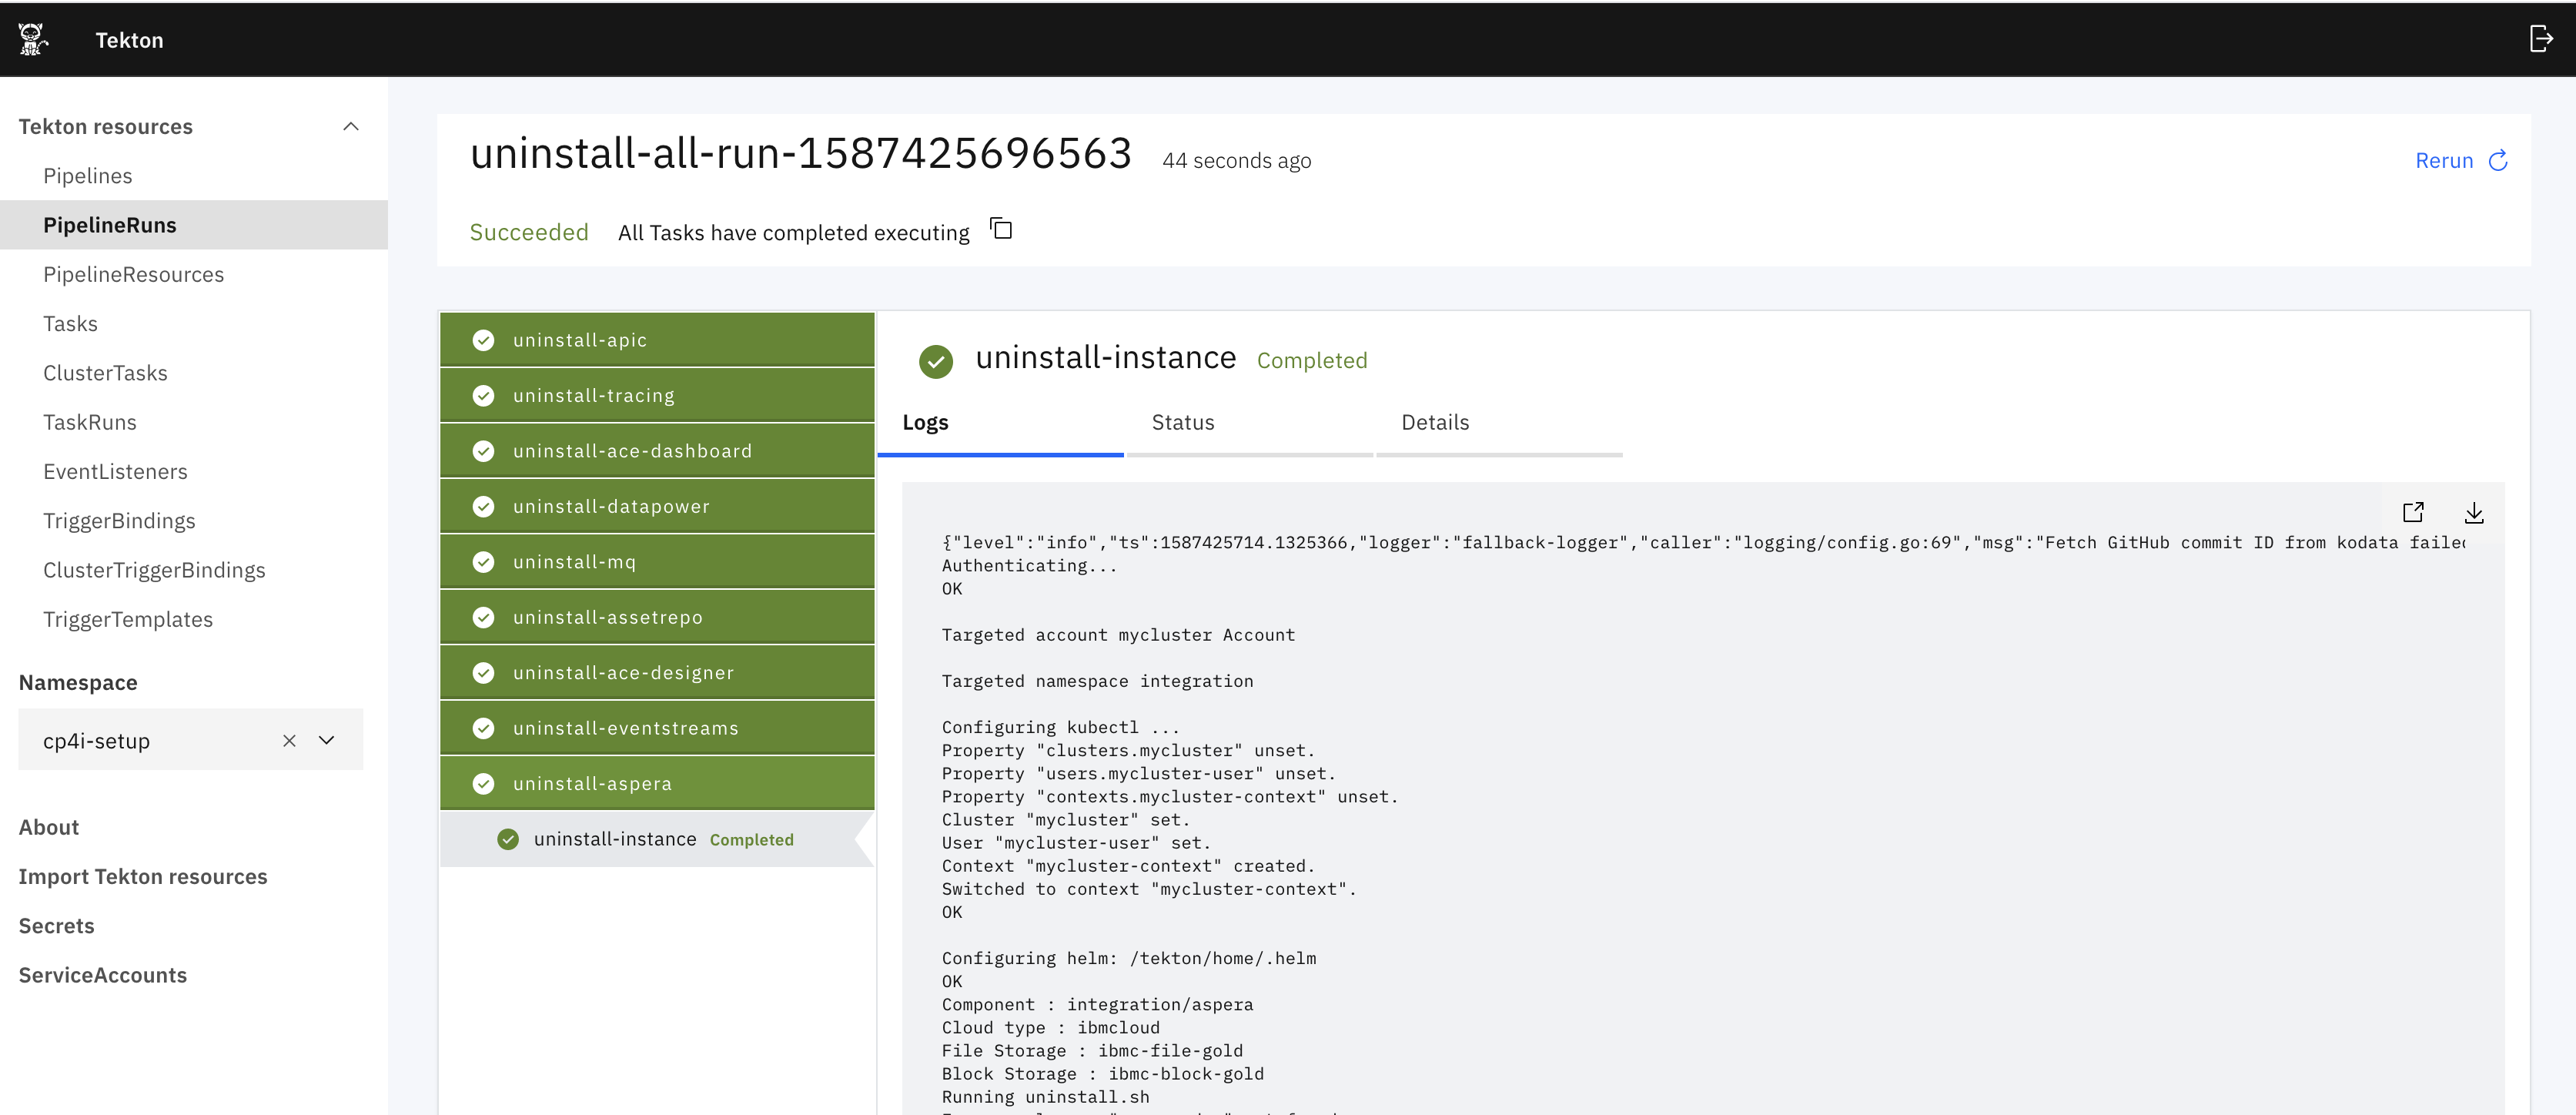 Tekton
Tekton resources
Pipelines
PipelineRuns
PipelineResources
Tasks
ClusterTasks
TaskRuns
EventListeners
TriggerBindings
ClusterTriggerBindings
TriggerTemplates
Namespace
cp4i-setup
About
Import Tekton resources
Secrets
ServiceAccounts
uninstall-all-run-1587425696563 44 seconds ago
Rerun
Succeeded All Tasks have completed executing
uninstall-apic
uninstall-tracing
uninstall-ace-dashboard
uninstall-datapower
uninstall-mq
uninstall-assetrepo
uninstall-ace-designer
uninstall-eventstreams
uninstall-aspera
uninstall-instance Completed
uninstall-instance Completed
Logs Status Details
{"level":"info","ts":1587425714.1325366,"logger":"fallback-logger","caller":"logging/config.go:69","msg":"Fetch GitHub commit ID from kodata failed
Authenticating...
OK
Targeted account mycluster Account
Targeted namespace integration
Configuring kubectl ...
Property "clusters.mycluster" unset.
Property "users.mycluster-user" unset.
Property "contexts.mycluster-context" unset.
Cluster "mycluster" set.
User "mycluster-user" set.
Context "mycluster-context" created.
Switched to context "mycluster-context".
OK
Configuring helm: /tekton/home/.helm
OK
Component : integration/aspera
Cloud type : ibmcloud
File Storage : ibmc-file-gold
Block Storage : ibmc-block-gold
Running uninstall.sh